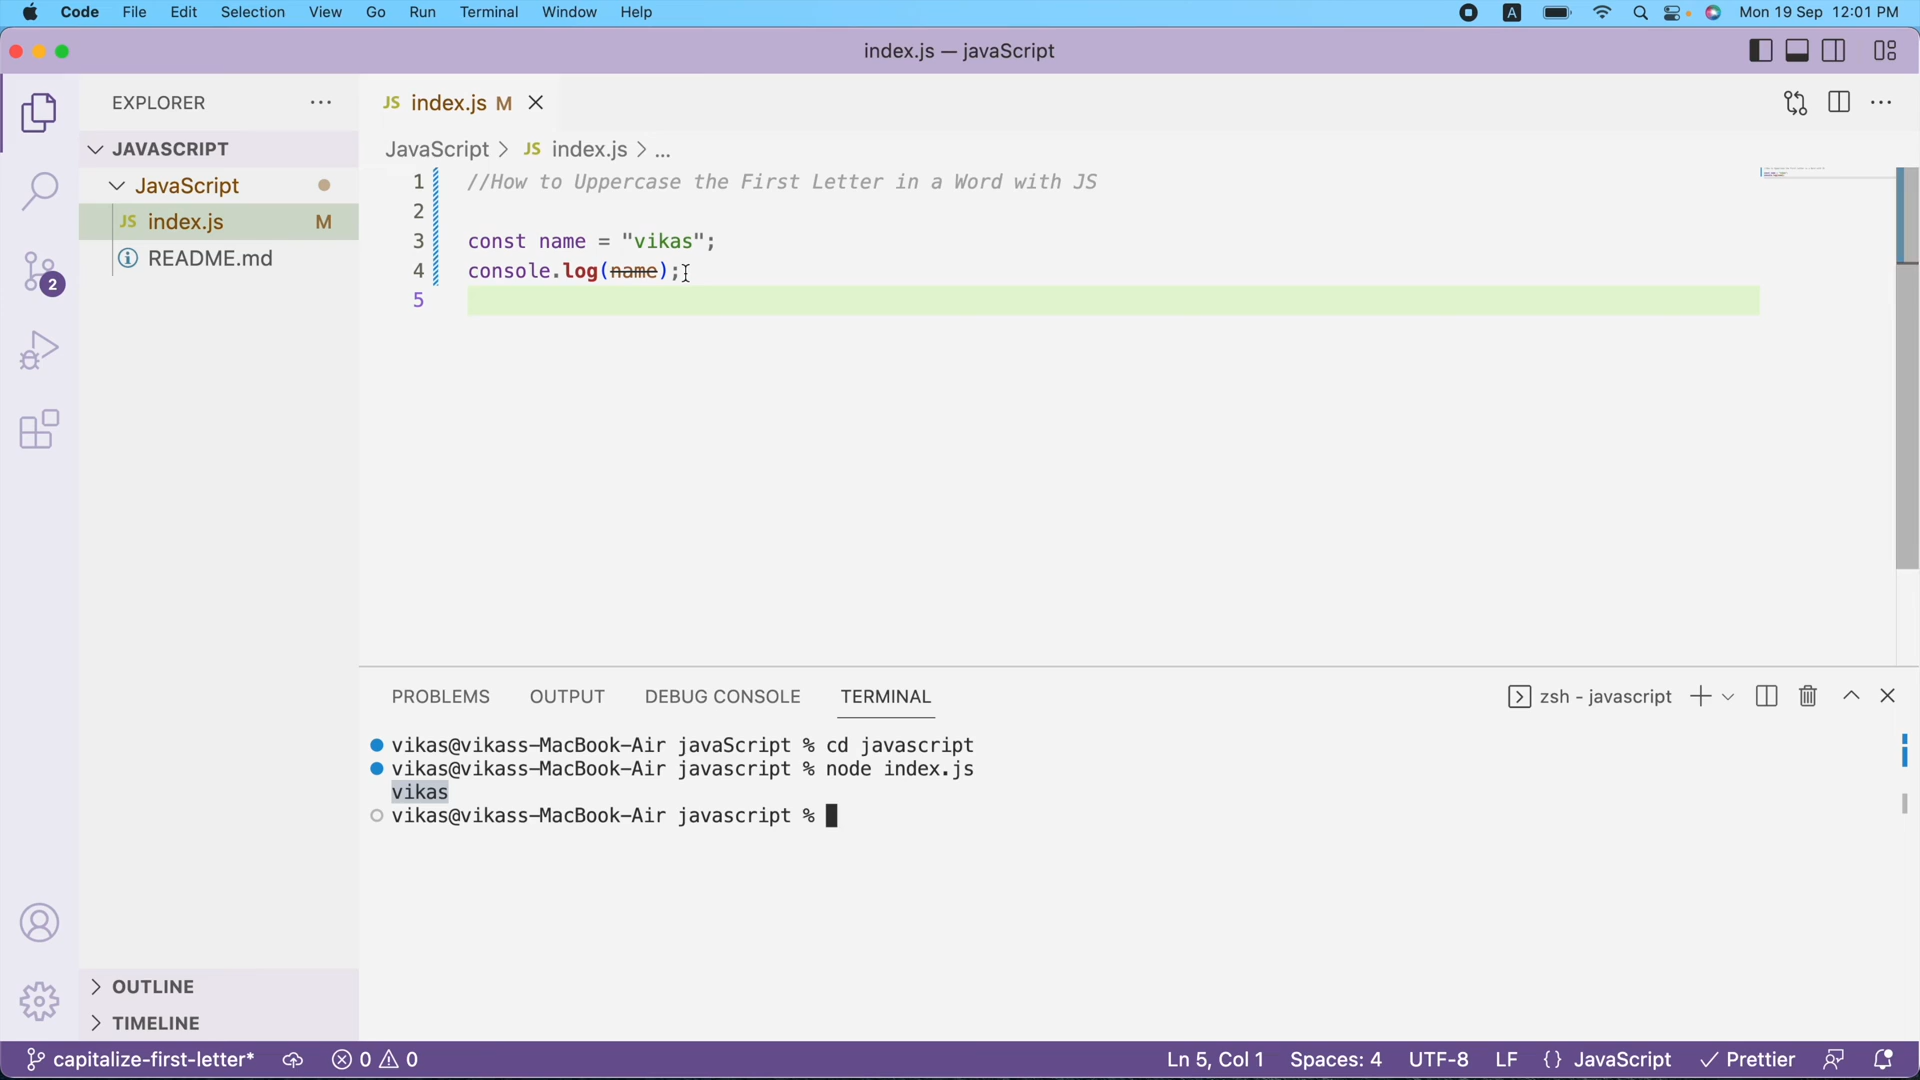 Code File Edit Selection View Go Run Terminal Window Help A Mon 19 Sep 12:01 PM
index.js — javaScript
EXPLORER
JAVASCRIPT
JavaScript
JS index.js M
README.md
OUTLINE
TIMELINE
JS index.js M
JavaScript > JS index.js > ...
1 //How to Uppercase the First Letter in a Word with JS
2
3 const name = "vikas";
4 console.log(name);
5
PROBLEMS OUTPUT DEBUG CONSOLE TERMINAL zsh - javascript
vikas@vikass-MacBook-Air javaScript % cd javascript
vikas@vikass-MacBook-Air javascript % node index.js
vikas
vikas@vikass-MacBook-Air javascript %
2
capitalize-first-letter* 0 0 Ln 5, Col 1 Spaces: 4 UTF-8 LF {} JavaScript Prettier